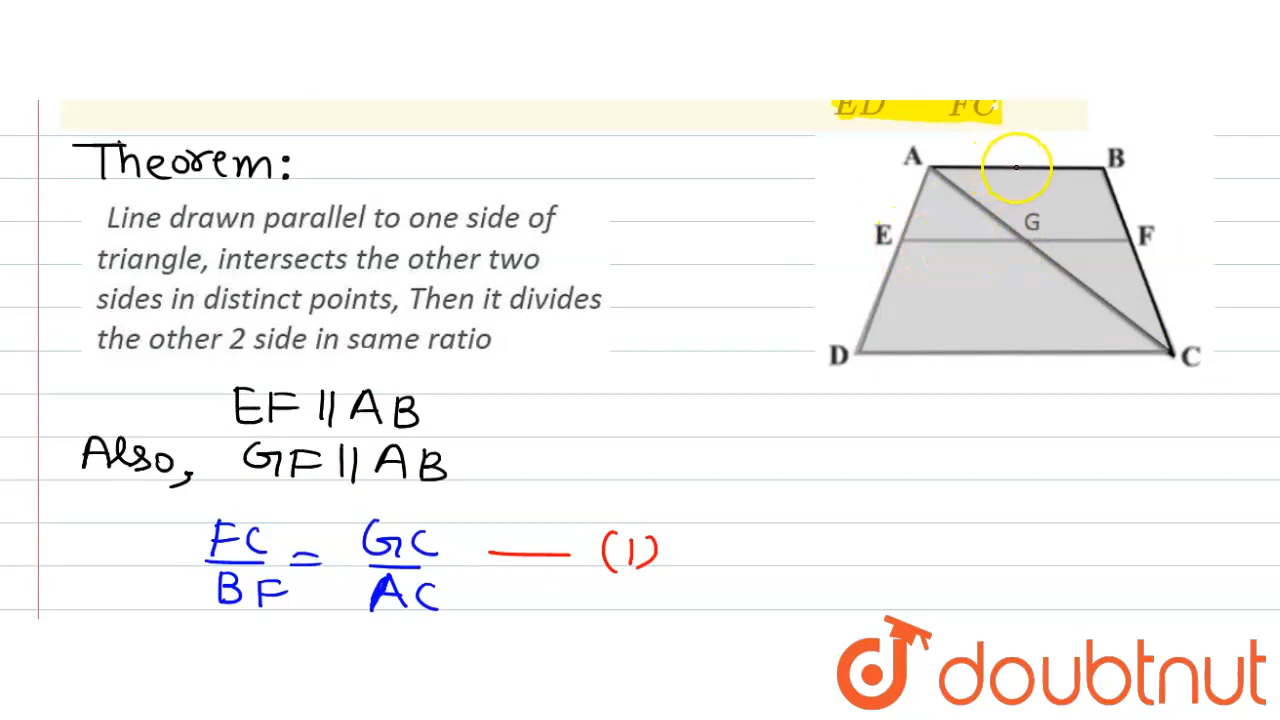 ED FC
Theorem:
Line drawn parallel to one side of
triangle, intersects the other two
sides in distinct points, Then it divides
the other 2 side in same ratio
A B
G
E F
D C
EF || AB
Also, GF || AB
FC/BF = GC/AC — (1)
doubtnut